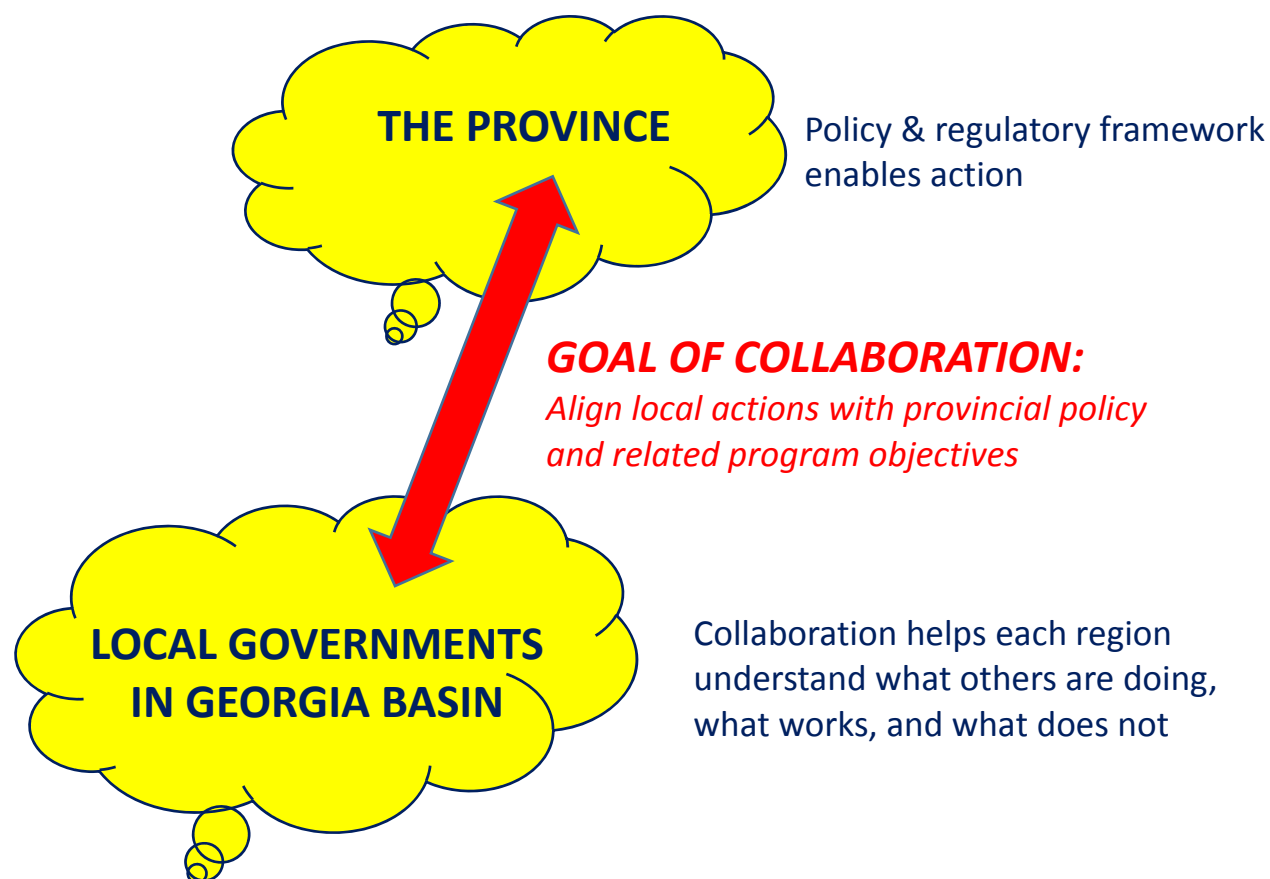 THE PROVINCE
Policy & regulatory framework
enables action
GOAL OF COLLABORATION:
Align local actions with provincial policy
and related program objectives
LOCAL GOVERNMENTS
IN GEORGIA BASIN
Collaboration helps each region
understand what others are doing,
what works, and what does not